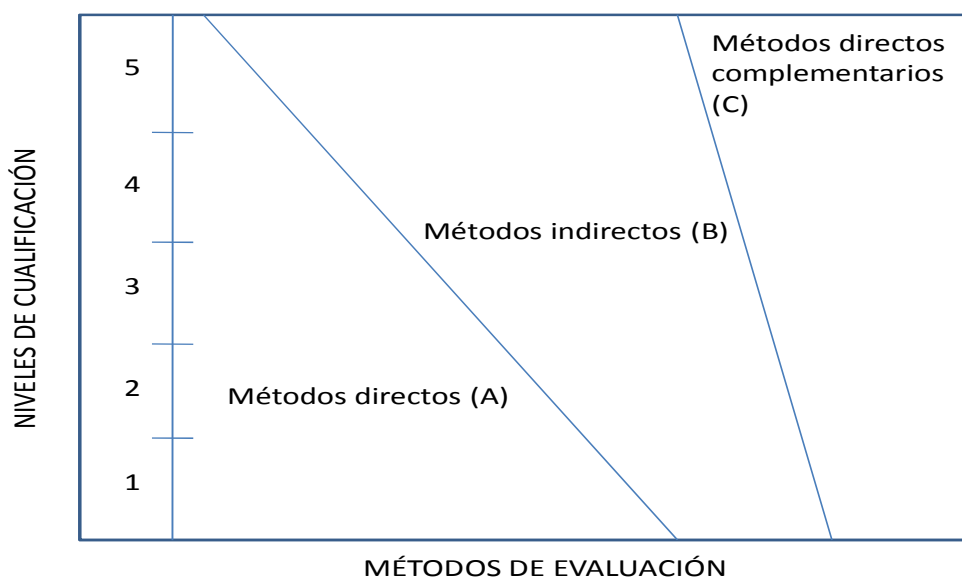 NIVELES DE CUALIFICACIÓN
5
4
3
2
1
Métodos directos
complementarios
(C)
Métodos indirectos (B)
Métodos directos (A)
MÉTODOS DE EVALUACIÓN